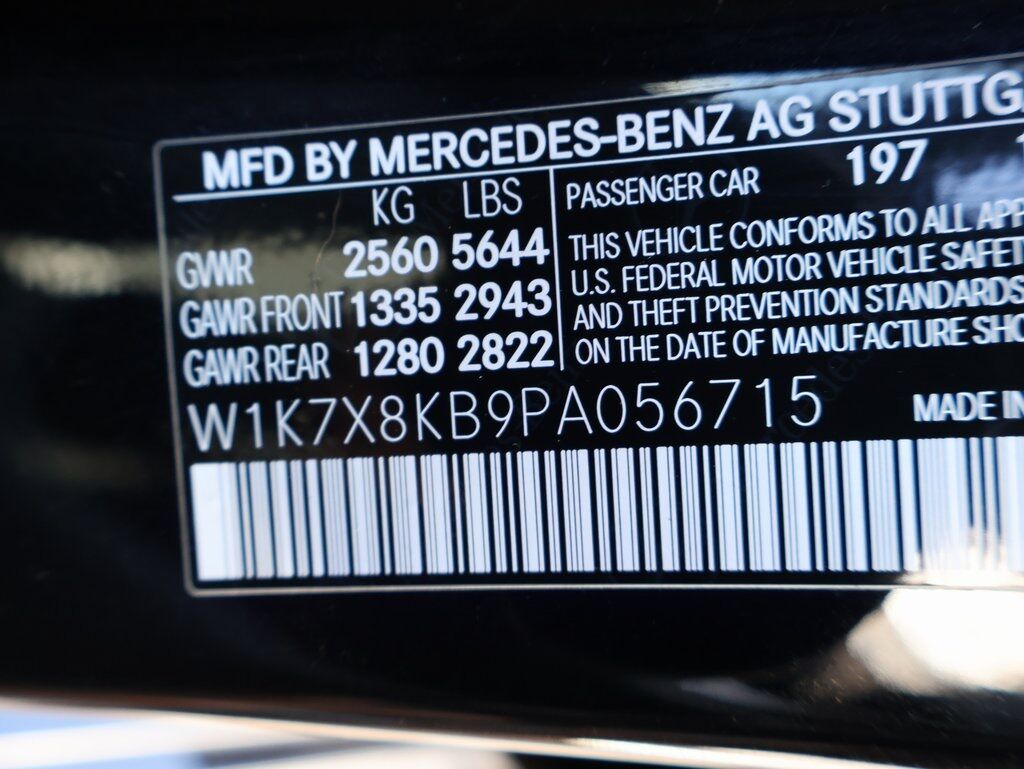 MFD BY MERCEDES-BENZ AG STUTTG
KG LBS
GVWR 2560 5644
GAWR FRONT 1335 2943
GAWR REAR 1280 2822
PASSENGER CAR 197
THIS VEHICLE CONFORMS TO ALL APP
U.S. FEDERAL MOTOR VEHICLE SAFET
AND THEFT PREVENTION STANDARDS
ON THE DATE OF MANUFACTURE SHO
W1K7X8KB9PA056715
MADE IN